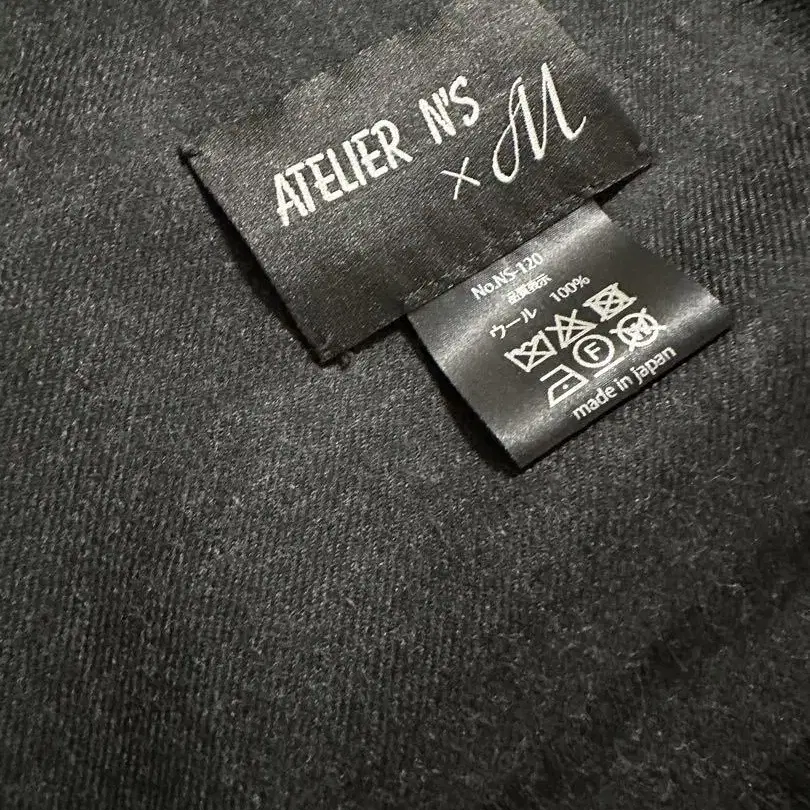 ATELIER N'S
× M
No.NS-120
品質表示
ウール 100%
F
W
made in japan